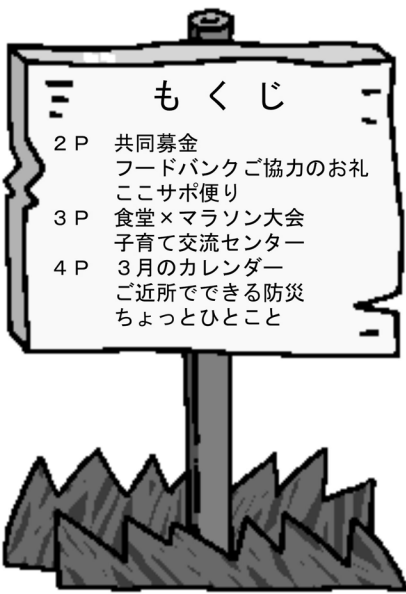 もくじ
２Ｐ　共同募金
フードバンクご協力のお礼
ここサポ便り
３Ｐ　食堂×マラソン大会
子育て交流センター
４Ｐ　３月のカレンダー
ご近所でできる防災
ちょっとひとこと